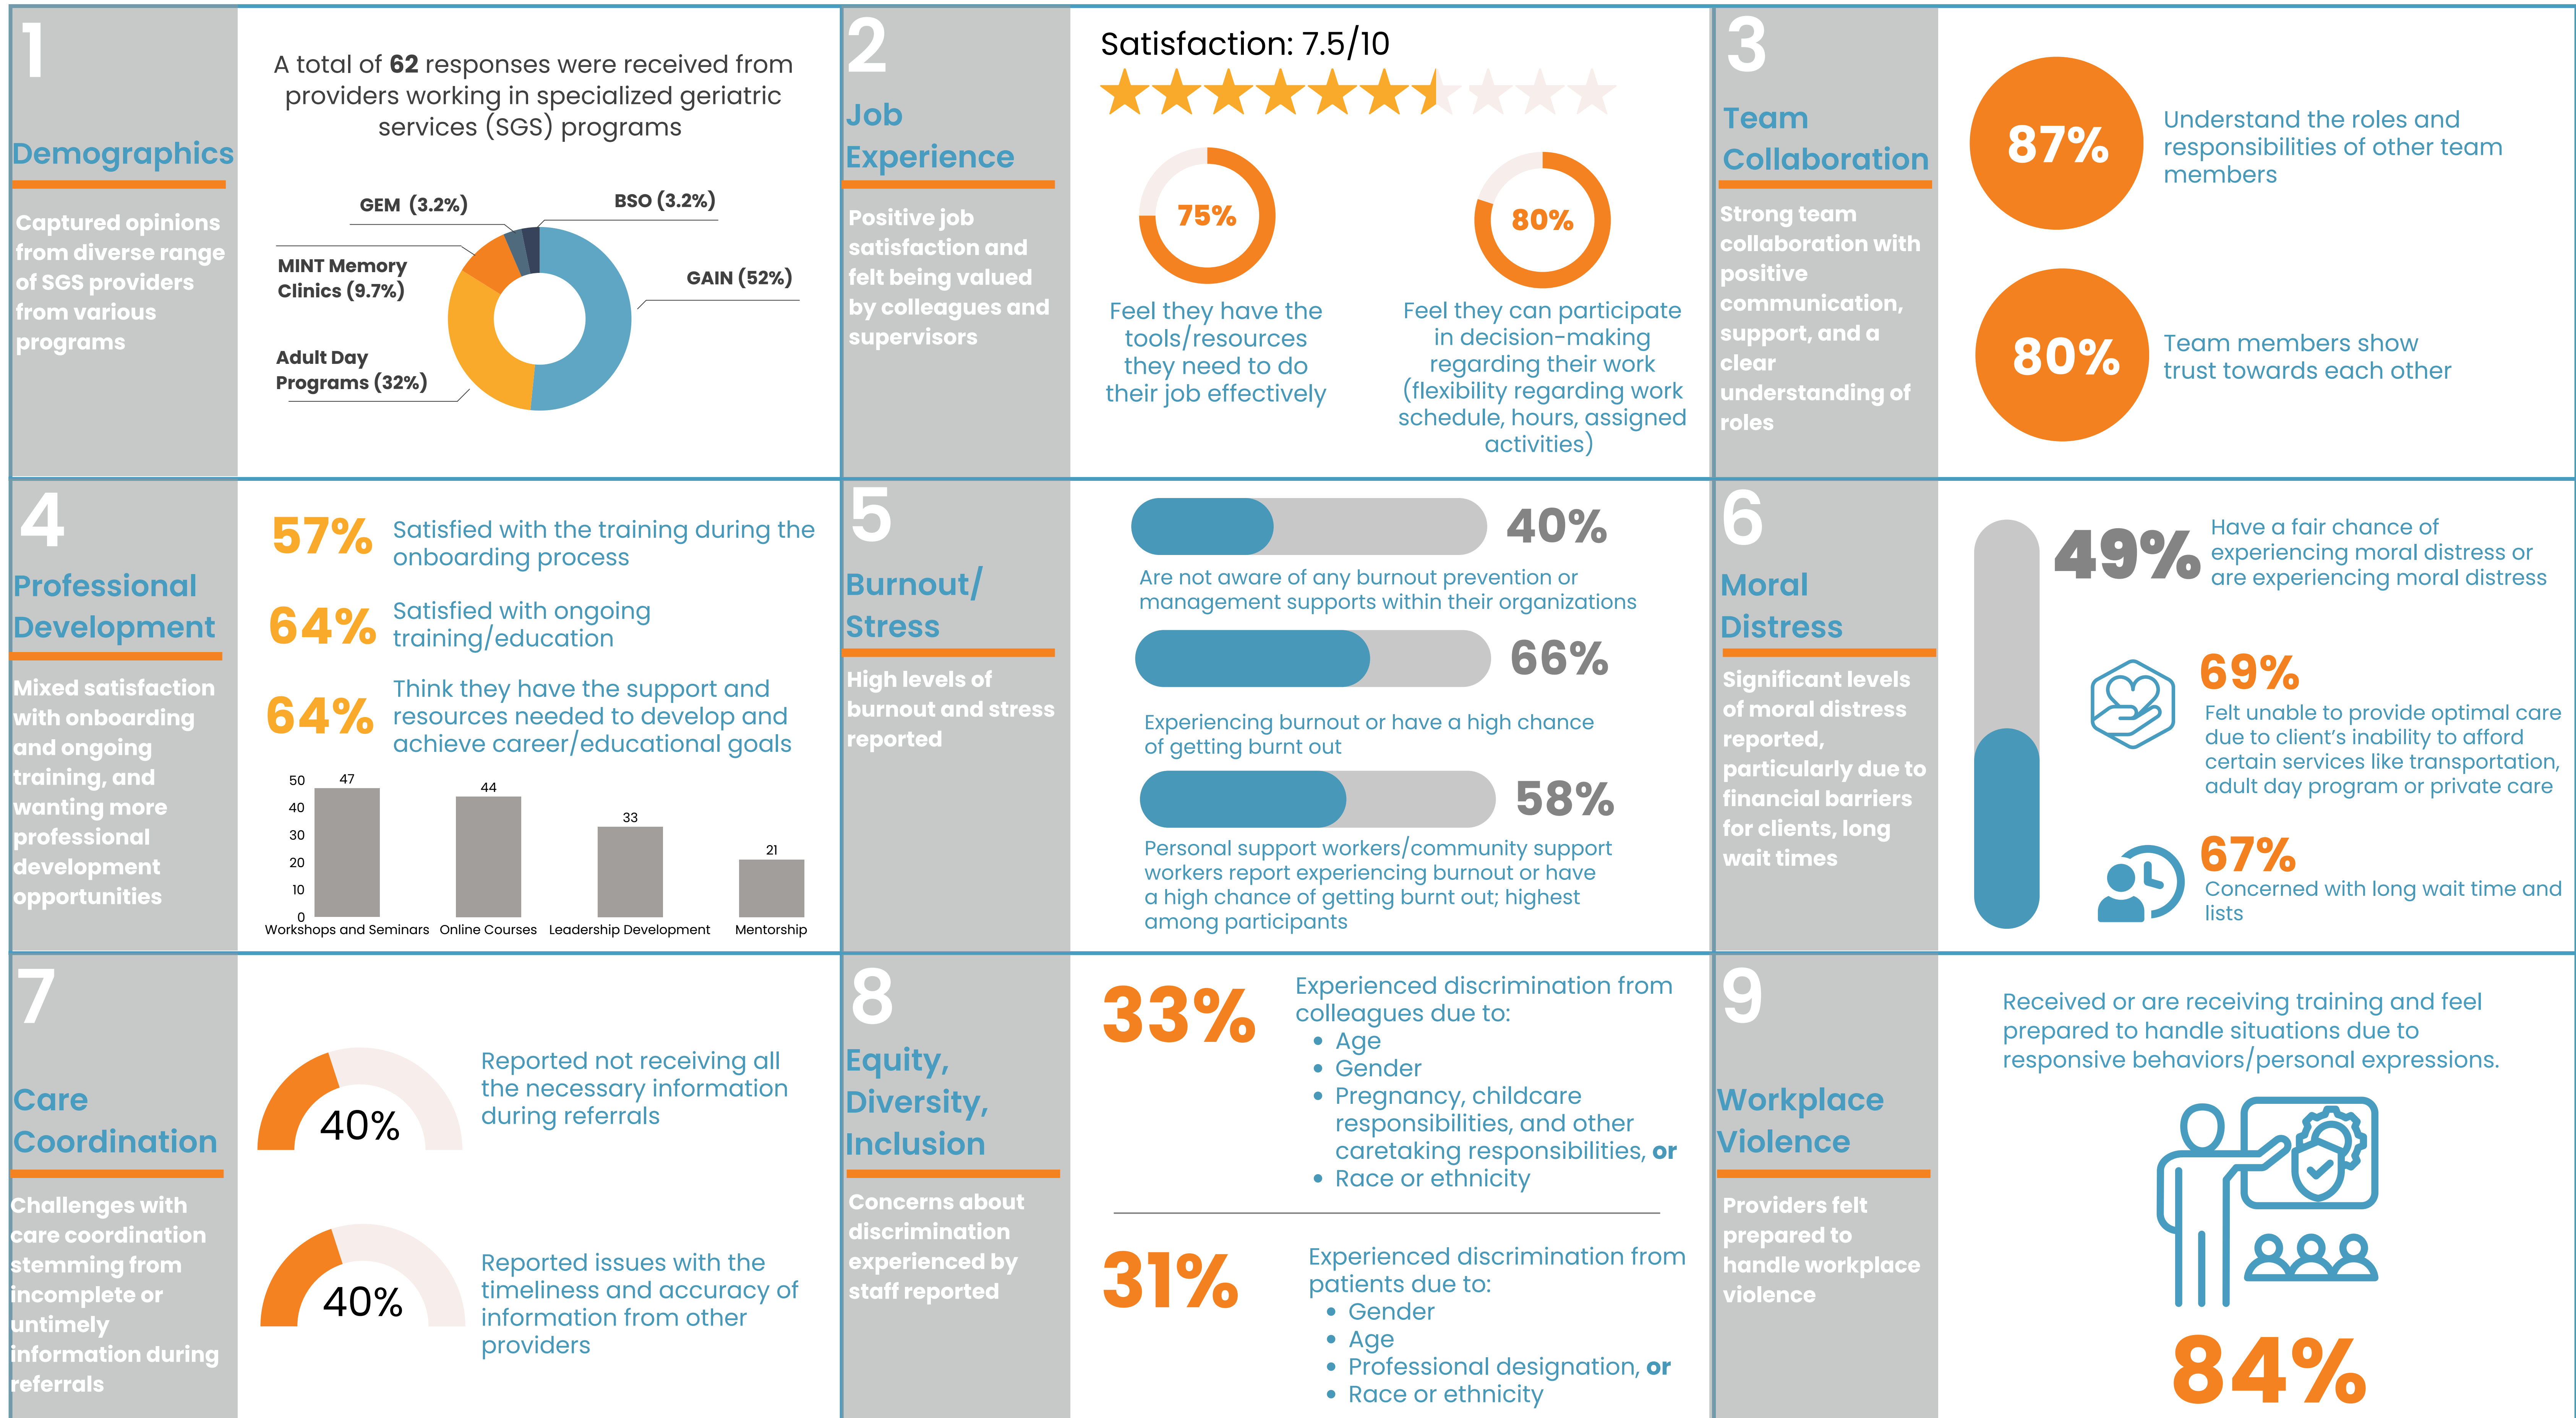 1
Demographics
Captured opinions
from diverse range
of SGS providers
from various
programs
A total of 62 responses were received from
providers working in specialized geriatric
services (SGS) programs
GEM (3.2%)
BSO (3.2%)
MINT Memory
Clinics (9.7%)
GAIN (52%)
Adult Day
Programs (32%)
2
Job
Experience
Positive job
satisfaction and
felt being valued
by colleagues and
supervisors
Satisfaction: 7.5/10
75%
Feel they have the
tools/resources
they need to do
their job effectively
80%
Feel they can participate
in decision-making
regarding their work
(flexibility regarding work
schedule, hours, assigned
activities)
3
Team
Collaboration
Strong team
collaboration with
positive
communication,
support, and a
clear
understanding of
roles
87%
Understand the roles and
responsibilities of other team
members
80%
Team members show
trust towards each other
4
Professional
Development
Mixed satisfaction
with onboarding
and ongoing
training, and
wanting more
professional
development
opportunities
57%
Satisfied with the training during the
onboarding process
64%
Satisfied with ongoing
training/education
64%
Think they have the support and
resources needed to develop and
achieve career/educational goals
50
40
30
20
10
0
47
44
33
21
Workshops and Seminars Online Courses Leadership Development Mentorship
5
Burnout/
Stress
High levels of
burnout and stress
reported
40%
Are not aware of any burnout prevention or
management supports within their organizations
66%
Experiencing burnout or have a high chance
of getting burnt out
58%
Personal support workers/community support
workers report experiencing burnout or have
a high chance of getting burnt out; highest
among participants
6
Moral
Distress
Significant levels
of moral distress
reported,
particularly due to
financial barriers
for clients, long
wait times
49%
Have a fair chance of
experiencing moral distress or
are experiencing moral distress
69%
Felt unable to provide optimal care
due to client's inability to afford
certain services like transportation,
adult day program or private care
67%
Concerned with long wait time and
lists
7
Care
Coordination
Challenges with
care coordination
stemming from
incomplete or
untimely
information during
referrals
40%
Reported not receiving all
the necessary information
during referrals
40%
Reported issues with the
timeliness and accuracy of
information from other
providers
8
Equity,
Diversity,
Inclusion
Concerns about
discrimination
experienced by
staff reported
33%
Experienced discrimination from
colleagues due to:
• Age
• Gender
• Pregnancy, childcare
responsibilities, and other
caretaking responsibilities, or
• Race or ethnicity
31%
Experienced discrimination from
patients due to:
• Gender
• Age
• Professional designation, or
• Race or ethnicity
9
Workplace
Violence
Providers felt
prepared to
handle workplace
violence
Received or are receiving training and feel
prepared to handle situations due to
responsive behaviors/personal expressions.
84%